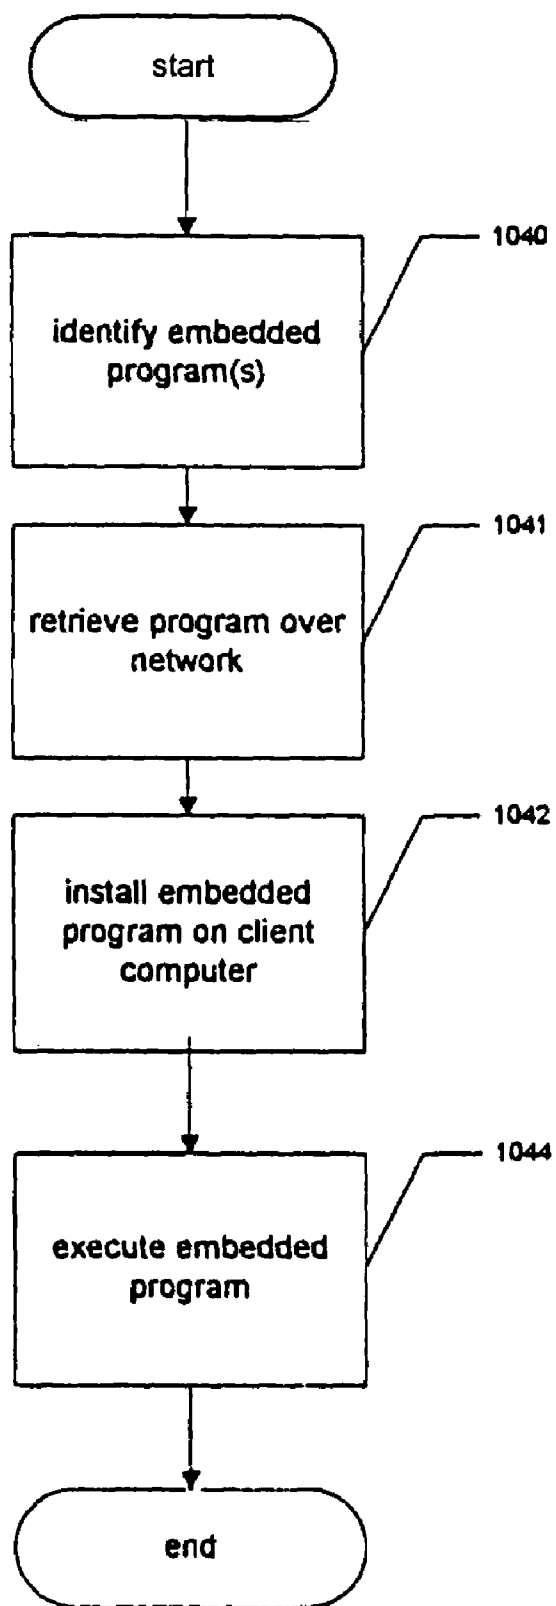 start
1040
identify embedded
program(s)
1041
retrieve program over
network
1042
install embedded
program on client
computer
1044
execute embedded
program
end